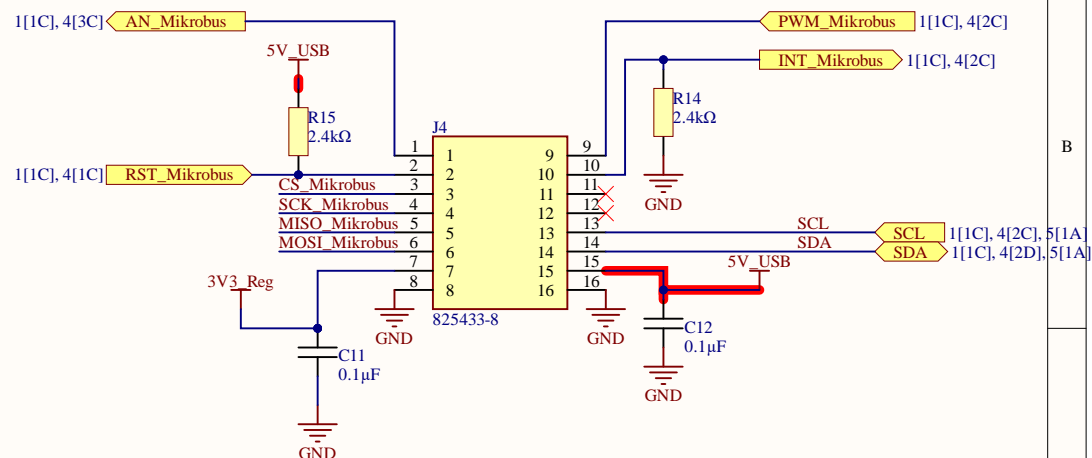 1[1C], 4[3C] AN_Mikrobus
PWM_Mikrobus 1[1C], 4[2C]
5V_USB
INT_Mikrobus 1[1C], 4[2C]
R15
2.4kΩ
R14
2.4kΩ
J4
B
1 1 9 9
1[1C], 4[1C] RST_Mikrobus 2 2 10 10
CS_Mikrobus 3 3 11 11
GND
SCK_Mikrobus 4 4 12 12
MISO_Mikrobus 5 5 13 13 SCL SCL 1[1C], 4[2C], 5[1A]
MOSI_Mikrobus 6 6 14 14 SDA SDA 1[1C], 4[2D], 5[1A]
7 7 15 15 5V_USB
3V3_Reg 8 8 16 16
825433-8
GND
GND
C12
0.1µF
C11
0.1µF
GND
GND